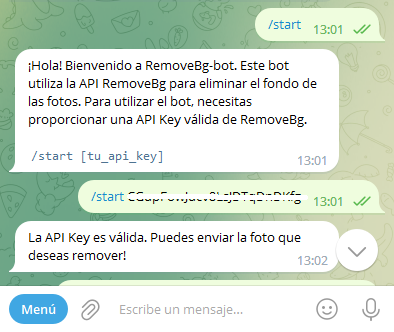 /start 13:01
¡Hola! Bienvenido a RemoveBg-bot. Este bot
utiliza la API RemoveBg para eliminar el fondo de
las fotos. Para utilizar el bot, necesitas
proporcionar una API Key válida de RemoveBg.
/start [tu_api_key]
13:01
/start 13:01
La API Key es válida. Puedes enviar la foto que
deseas remover!
13:02
Menú Escribe un mensaje...